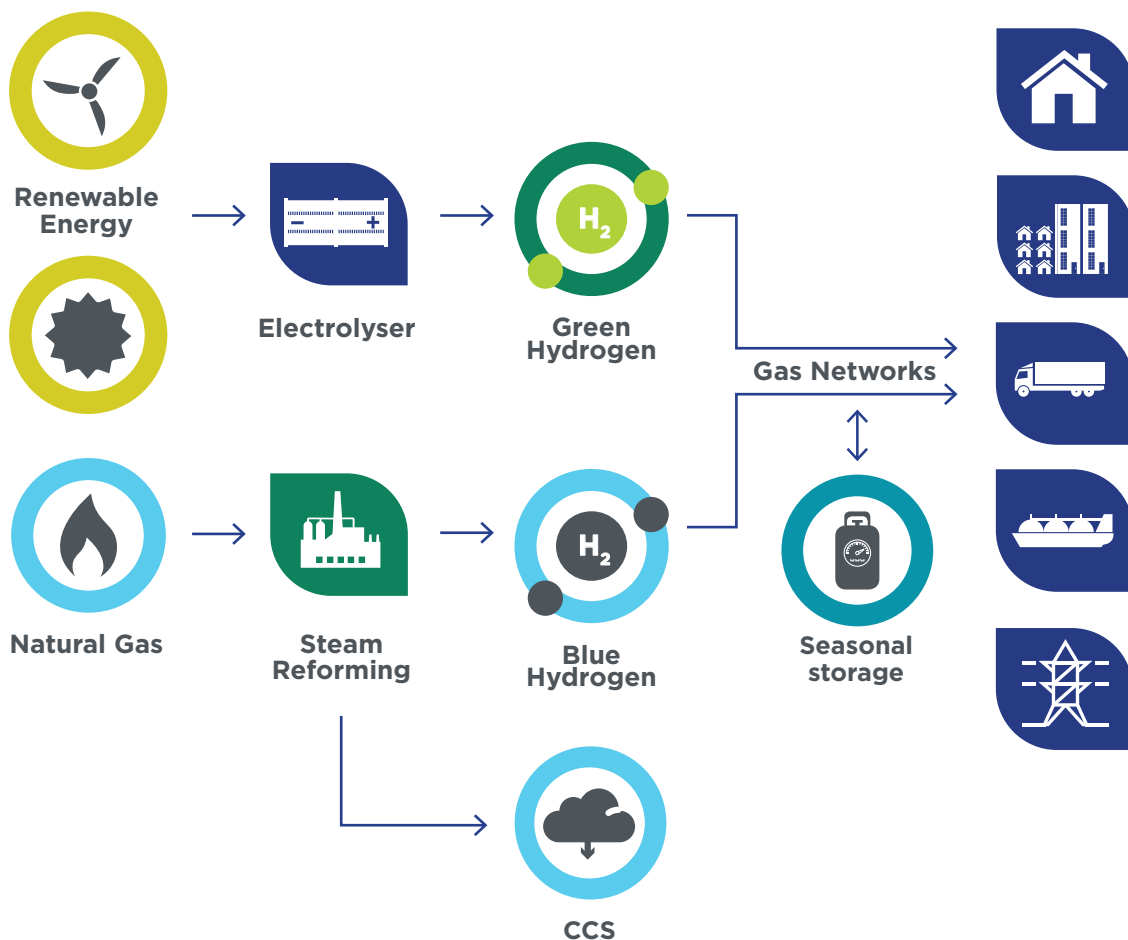 Renewable
Energy
− +
Electrolyser
H₂
Green
Hydrogen
Gas Networks
Natural Gas
Steam
Reforming
H₂
Blue
Hydrogen
Seasonal
storage
CCS